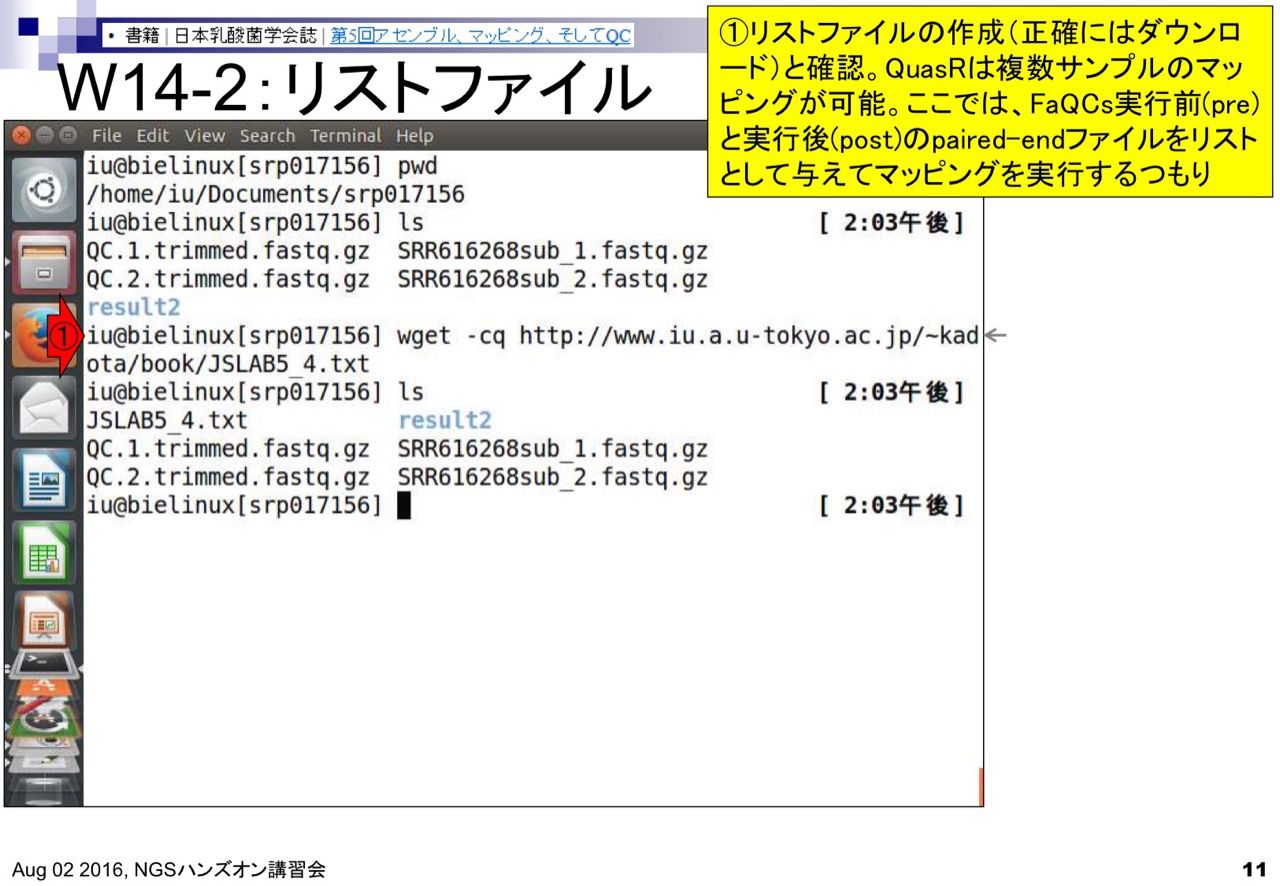 ・ 書籍 | 日本乳酸菌学会誌 | 第5回アセンブル、マッピング、そしてQC
W14-2：リストファイル
①リストファイルの作成（正確にはダウンロ
ード）と確認。QuasRは複数サンプルのマッ
ピングが可能。ここでは、FaQCs実行前(pre)
と実行後(post)のpaired-endファイルをリスト
として与えてマッピングを実行するつもり
File Edit View Search Terminal Help
iu@bielinux[srp017156] pwd
/home/iu/Documents/srp017156
iu@bielinux[srp017156] ls [ 2:03午後]
QC.1.trimmed.fastq.gz SRR616268sub_1.fastq.gz
QC.2.trimmed.fastq.gz SRR616268sub_2.fastq.gz
result2
① iu@bielinux[srp017156] wget -cq http://www.iu.a.u-tokyo.ac.jp/~kad ←
ota/book/JSLAB5_4.txt
iu@bielinux[srp017156] ls [ 2:03午後]
JSLAB5_4.txt result2
QC.1.trimmed.fastq.gz SRR616268sub_1.fastq.gz
QC.2.trimmed.fastq.gz SRR616268sub_2.fastq.gz
iu@bielinux[srp017156] [ 2:03午後]
Aug 02 2016, NGSハンズオン講習会
11